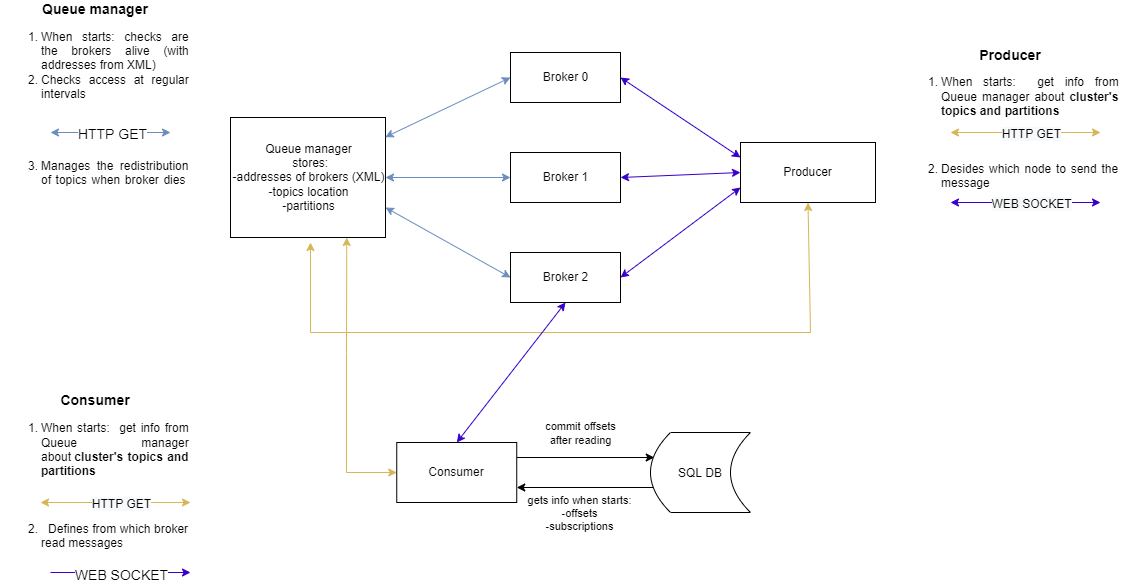 Queue manager
1. When starts: checks are
the brokers alive (with
addresses from XML)
2. Checks access at regular
intervals
HTTP GET
3. Manages the redistribution
of topics when broker dies
Queue manager
stores:
-addresses of brokers (XML)
-topics location
-partitions
Broker 0
Broker 1
Broker 2
Producer
Producer
1. When starts: get info from
Queue manager about cluster's
topics and partitions
HTTP GET
2. Desides which node to send the
message
WEB SOCKET
Consumer
1. When starts: get info from
Queue manager
about cluster's topics and
partitions
HTTP GET
2. Defines from which broker
read messages
WEB SOCKET
Consumer
commit offsets
after reading
gets info when starts:
-offsets
-subscriptions
SQL DB